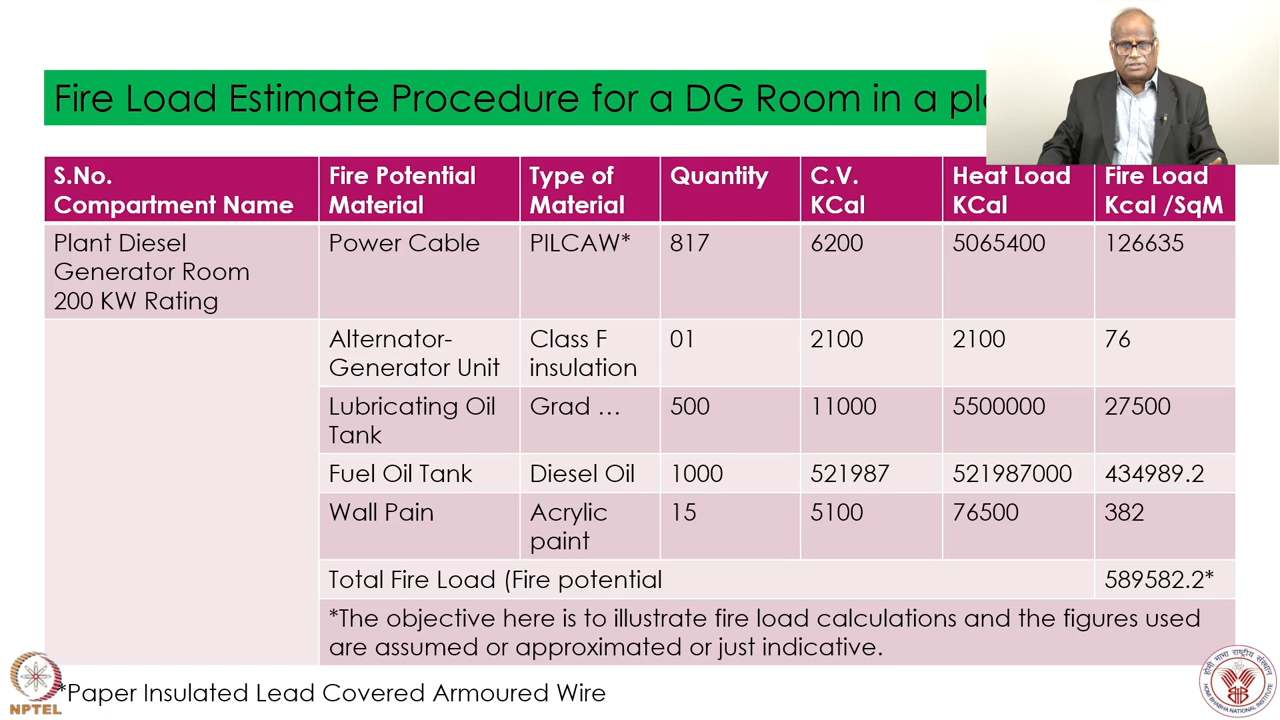 Fire Load Estimate Procedure for a DG Room in a
S.No.
Compartment Name
Fire Potential
Material
Type of
Material
Quantity
C.V.
KCal
Heat Load
KCal
Fire Load
Kcal /SqM
Plant Diesel
Generator Room
200 KW Rating
Power Cable
PILCAW*
817
6200
5065400
126635
Alternator-
Generator Unit
Class F
insulation
01
2100
2100
76
Lubricating Oil
Tank
Grad ...
500
11000
5500000
27500
Fuel Oil Tank
Diesel Oil
1000
521987
521987000
434989.2
Wall Pain
Acrylic
paint
15
5100
76500
382
Total Fire Load (Fire potential
589582.2*
*The objective here is to illustrate fire load calculations and the figures used
are assumed or approximated or just indicative.
*Paper Insulated Lead Covered Armoured Wire
NPTEL
होमी भाभा राष्ट्रीय संस्थान
HOMI BHABHA NATIONAL INSTITUTE